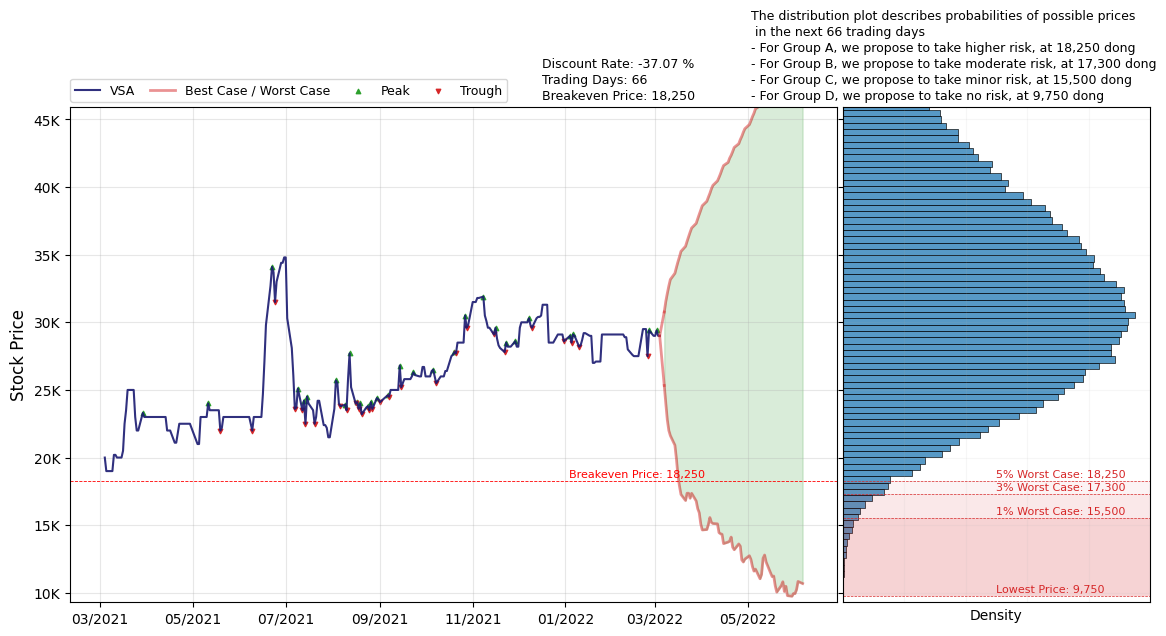 The distribution plot describes probabilities of possible prices
in the next 66 trading days
- For Group A, we propose to take higher risk, at 18,250 dong
- For Group B, we propose to take moderate risk, at 17,300 dong
- For Group C, we propose to take minor risk, at 15,500 dong
- For Group D, we propose to take no risk, at 9,750 dong
Discount Rate: -37.07 %
Trading Days: 66
Breakeven Price: 18,250
VSA
Best Case / Worst Case
Peak
Trough
Stock Price
45K
40K
35K
30K
25K
20K
15K
10K
Breakeven Price: 18,250
03/2021
05/2021
07/2021
09/2021
11/2021
01/2022
03/2022
05/2022
5% Worst Case: 18,250
3% Worst Case: 17,300
1% Worst Case: 15,500
Lowest Price: 9,750
Density